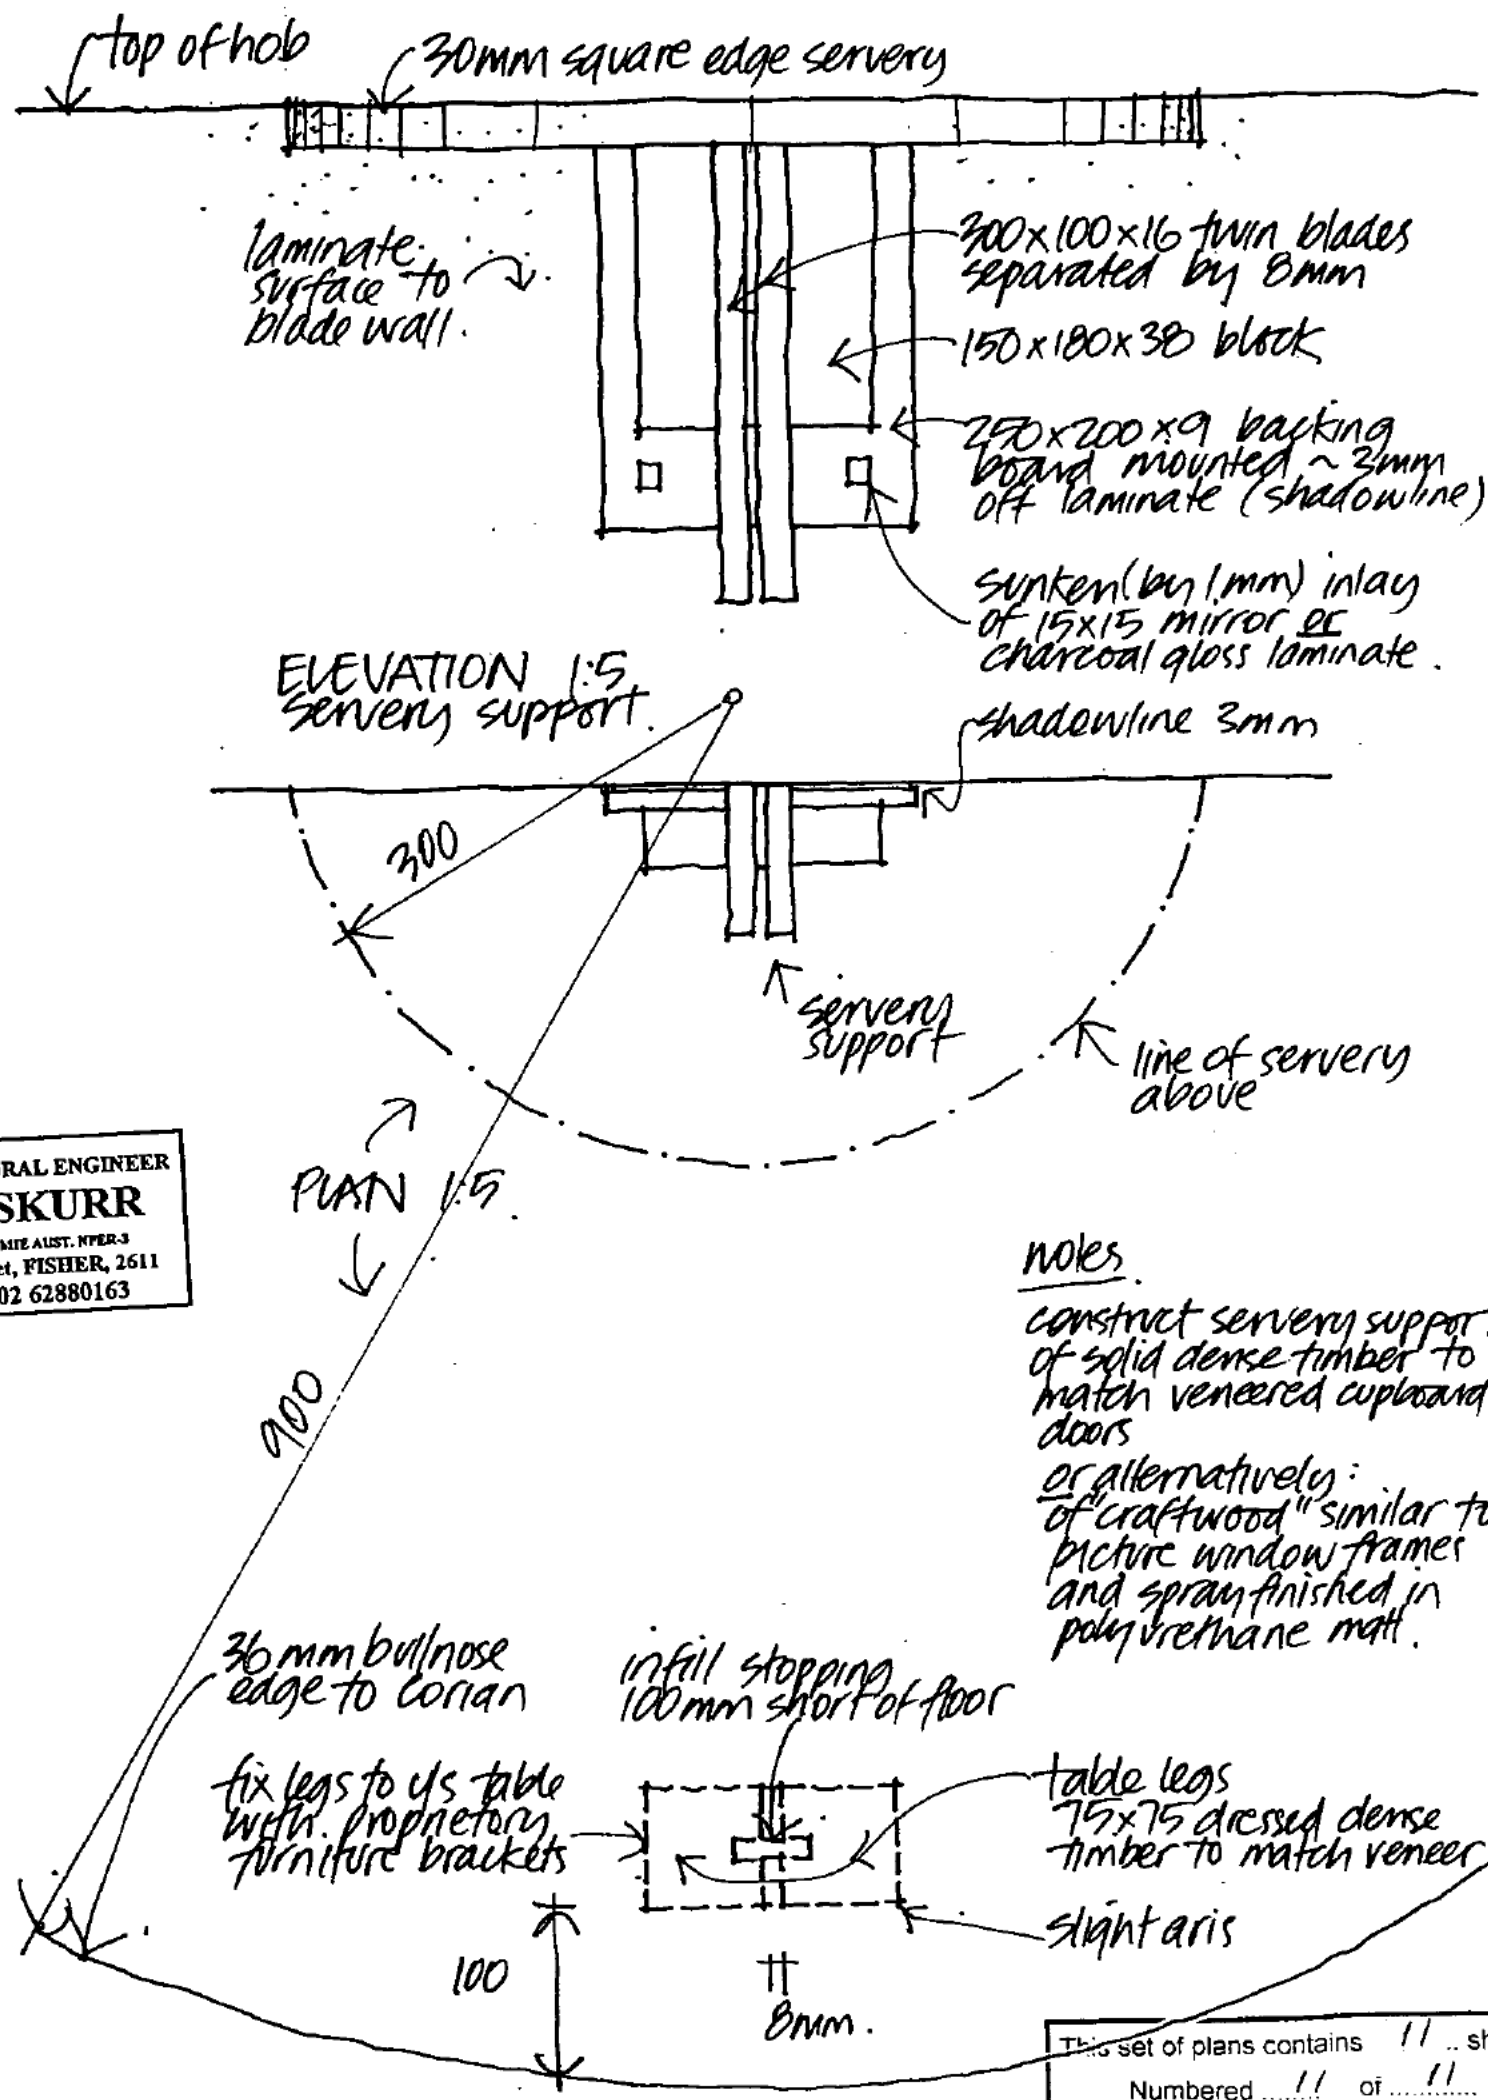 top of hob
30mm square edge servery
laminate
surface to
blade wall.
300x100x16 twin blades
separated by 8mm
150x180x38 block
250x200x9 backing
board mounted ~3mm
off laminate (shadowline)
sunken (by 1mm) inlay
of 15x15 mirror or
charcoal gloss laminate.
ELEVATION 1:5
servery support.
shadowline 3mm
300
servery
support
line of servery
above
RAL ENGINEER
SKURR
MIE AUST. NPER-3
et, FISHER, 2611
02 62880163
PLAN 1:5.
900
notes.
construct servery support
of solid dense timber to
match veneered cupboard
doors
or alternatively:
of "craftwood" similar to
picture window frames
and spray finished in
polyurethane matt.
36mm bullnose
edge to corian
infill stopping
100mm short of floor
fix legs to u/s table
with proprietory
furniture brackets
table legs
75x75 dressed dense
timber to match veneer
slight aris
100
8mm.
This set of plans contains 11 .. sh
Numbered 11 of 11